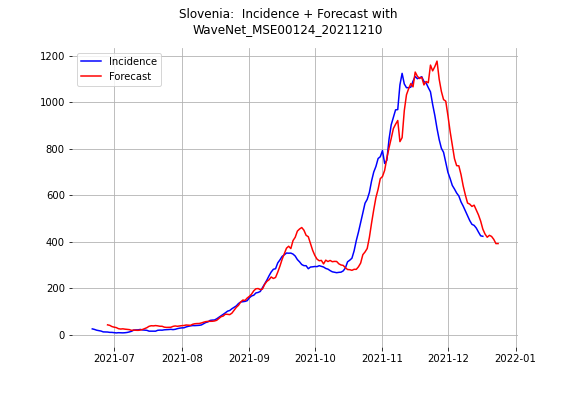 Slovenia:  Incidence + Forecast with
WaveNet_MSE00124_20211210
Incidence
Forecast
1200
1000
800
600
400
200
0
2021-07 2021-08 2021-09 2021-10 2021-11 2021-12 2022-01